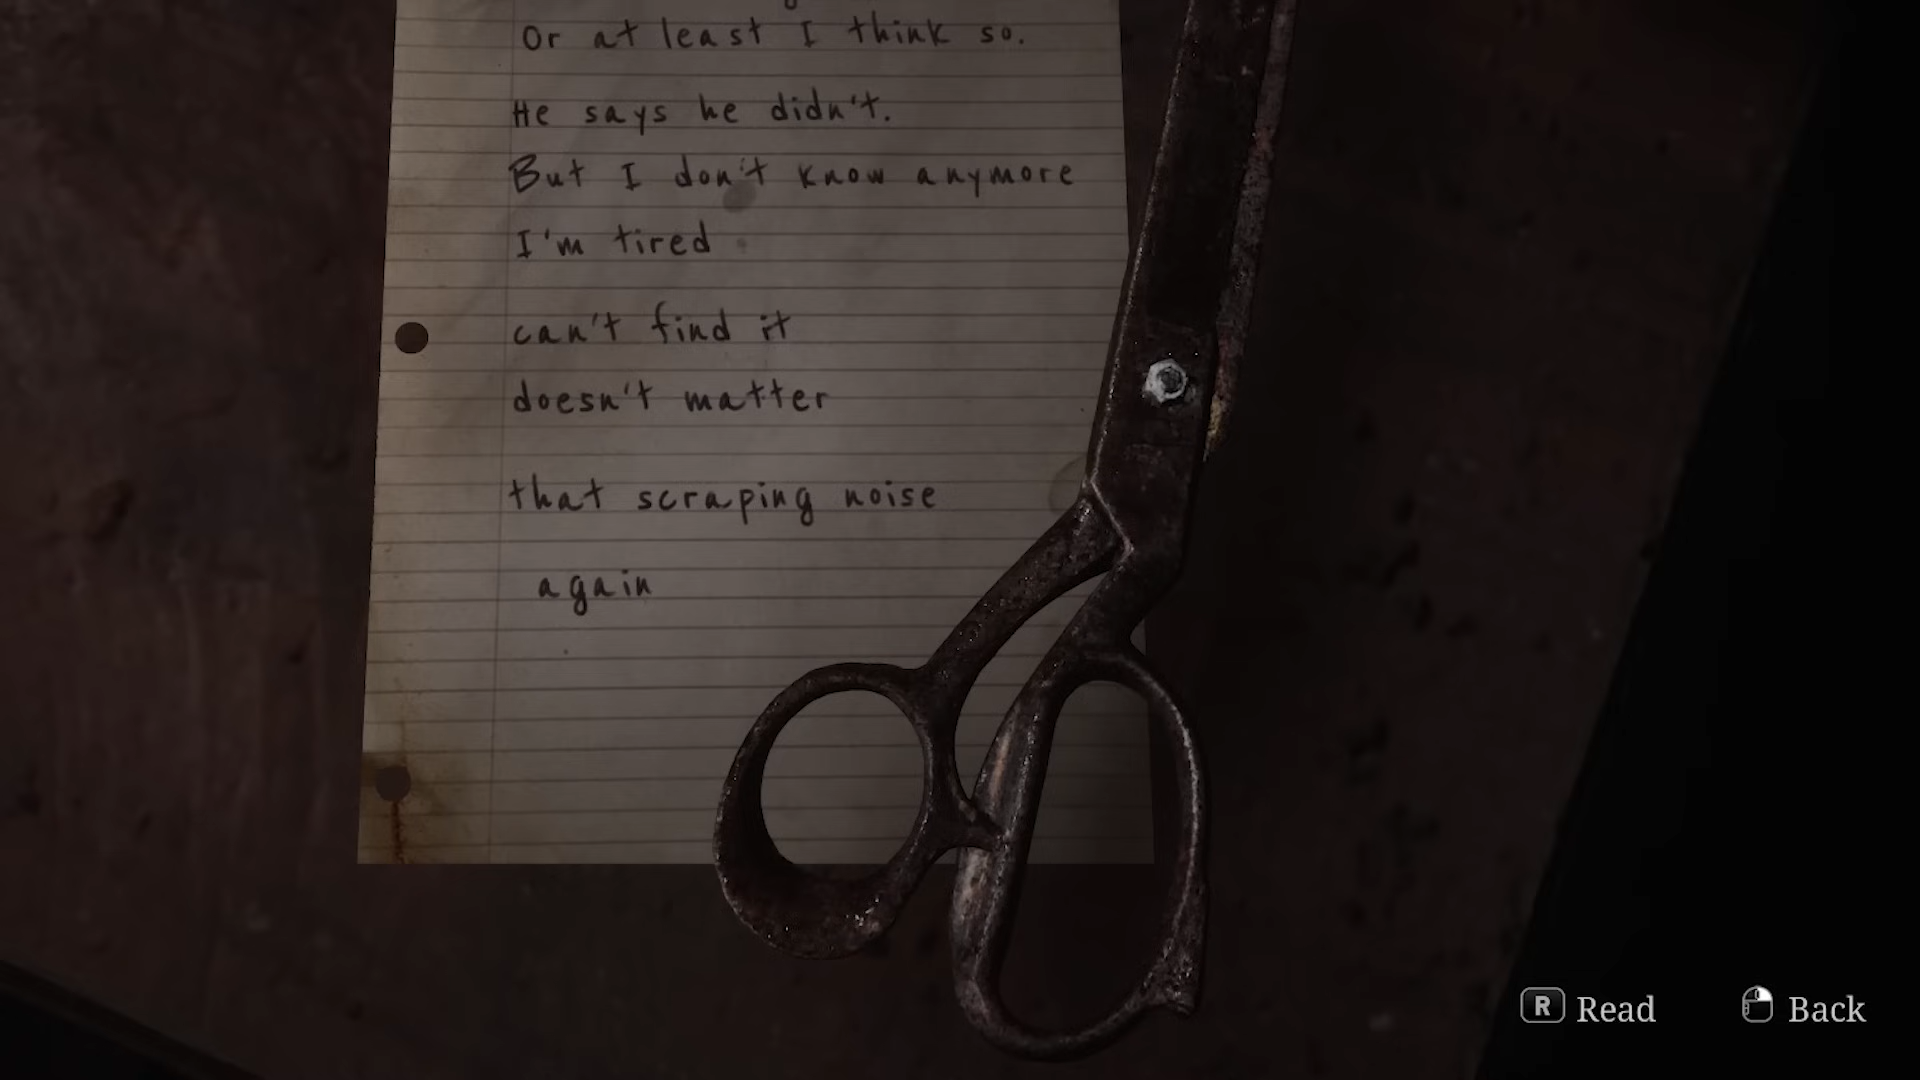 Or at least I think so.
He says he didn't.
But I don't know anymore
I'm tired
can't find it
doesn't matter
that scraping noise
again
R Read
Back